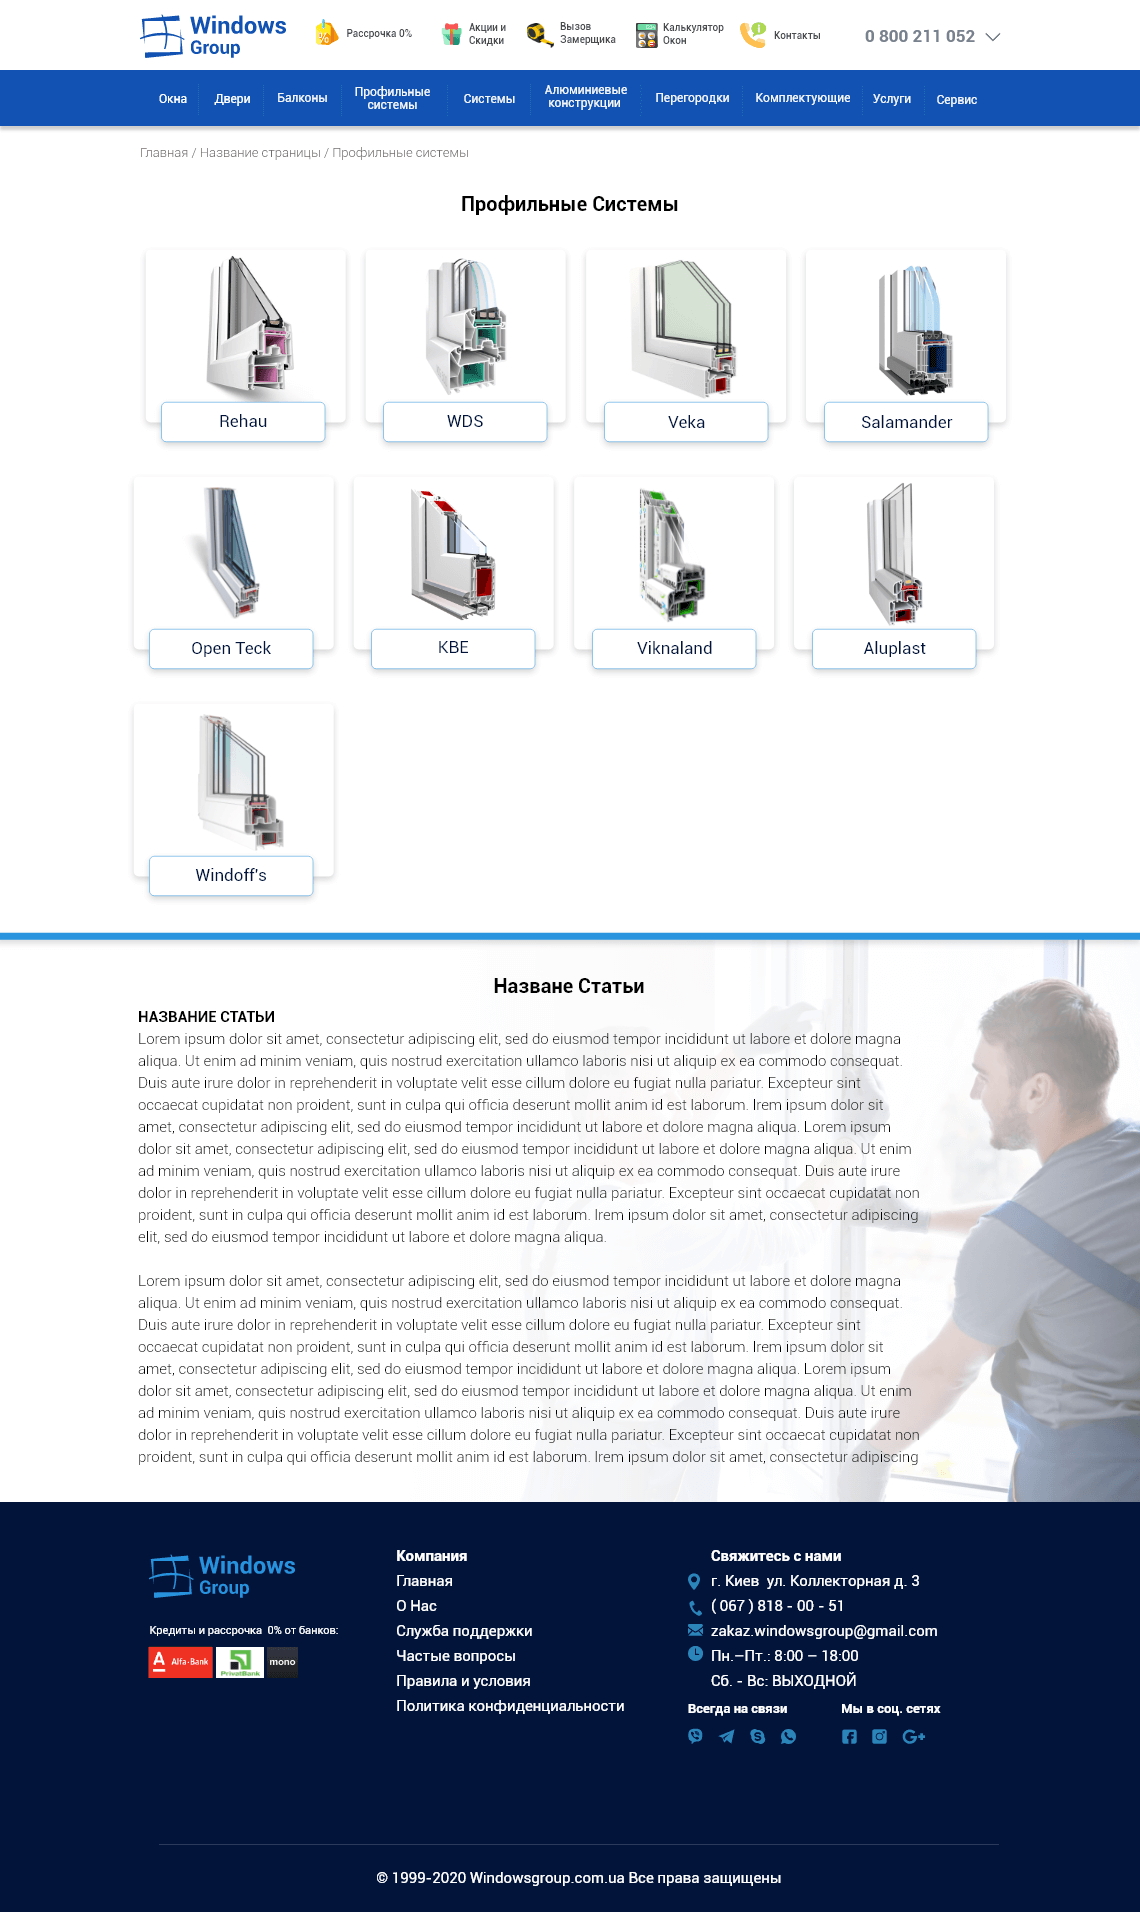 Windows
Group
Рассрочка 0%
Акции и
Скидки
Вызов
Замерщика
Калькулятор
Окон
Контакты
0 800 211 052
Окна
Двери
Балконы
Профильные
системы
Системы
Алюминиевые
конструкции
Перегородки
Комплектующие
Услуги
Сервис
Главная / Название страницы / Профильные системы
Профильные Системы
Rehau
WDS
Veka
Salamander
Open Teck
KBE
Viknaland
Aluplast
Windoff's
Назване Статьи
НАЗВАНИЕ СТАТЬИ
Lorem ipsum dolor sit amet, consectetur adipiscing elit, sed do eiusmod tempor incididunt ut labore et dolore magna
aliqua. Ut enim ad minim veniam, quis nostrud exercitation ullamco laboris nisi ut aliquip ex ea commodo consequat.
Duis aute irure dolor in reprehenderit in voluptate velit esse cillum dolore eu fugiat nulla pariatur. Excepteur sint
occaecat cupidatat non proident, sunt in culpa qui officia deserunt mollit anim id est laborum. lrem ipsum dolor sit
amet, consectetur adipiscing elit, sed do eiusmod tempor incididunt ut labore et dolore magna aliqua. Lorem ipsum
dolor sit amet, consectetur adipiscing elit, sed do eiusmod tempor incididunt ut labore et dolore magna aliqua. Ut enim
ad minim veniam, quis nostrud exercitation ullamco laboris nisi ut aliquip ex ea commodo consequat. Duis aute irure
dolor in reprehenderit in voluptate velit esse cillum dolore eu fugiat nulla pariatur. Excepteur sint occaecat cupidatat non
proident, sunt in culpa qui officia deserunt mollit anim id est laborum. lrem ipsum dolor sit amet, consectetur adipiscing
elit, sed do eiusmod tempor incididunt ut labore et dolore magna aliqua.
Lorem ipsum dolor sit amet, consectetur adipiscing elit, sed do eiusmod tempor incididunt ut labore et dolore magna
aliqua. Ut enim ad minim veniam, quis nostrud exercitation ullamco laboris nisi ut aliquip ex ea commodo consequat.
Duis aute irure dolor in reprehenderit in voluptate velit esse cillum dolore eu fugiat nulla pariatur. Excepteur sint
occaecat cupidatat non proident, sunt in culpa qui officia deserunt mollit anim id est laborum. lrem ipsum dolor sit
amet, consectetur adipiscing elit, sed do eiusmod tempor incididunt ut labore et dolore magna aliqua. Lorem ipsum
dolor sit amet, consectetur adipiscing elit, sed do eiusmod tempor incididunt ut labore et dolore magna aliqua. Ut enim
ad minim veniam, quis nostrud exercitation ullamco laboris nisi ut aliquip ex ea commodo consequat. Duis aute irure
dolor in reprehenderit in voluptate velit esse cillum dolore eu fugiat nulla pariatur. Excepteur sint occaecat cupidatat non
proident, sunt in culpa qui officia deserunt mollit anim id est laborum. lrem ipsum dolor sit amet, consectetur adipiscing
Windows
Group
Кредиты и рассрочка 0% от банков:
Alfa·Bank
PrivatBank
mono
Компания
Главная
О Нас
Служба поддержки
Частые вопросы
Правила и условия
Политика конфиденциальности
Свяжитесь с нами
г. Киев ул. Коллекторная д. 3
( 067 ) 818 - 00 - 51
zakaz.windowsgroup@gmail.com
Пн.–Пт.: 8:00 – 18:00
Сб. - Вс: ВЫХОДНОЙ
Всегда на связи
Мы в соц. сетях
© 1999-2020 Windowsgroup.com.ua Все права защищены